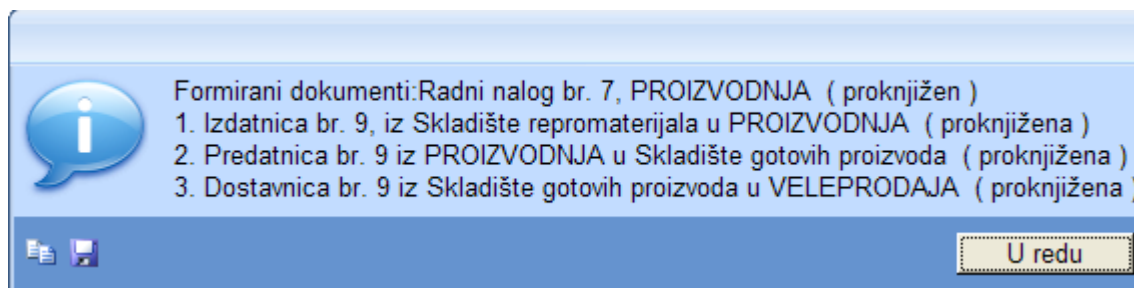 Formirani dokumenti:Radni nalog br. 7, PROIZVODNJA ( proknjižen )
1. Izdatnica br. 9, iz Skladište repromaterijala u PROIZVODNJA ( proknjižena )
2. Predatnica br. 9 iz PROIZVODNJA u Skladište gotovih proizvoda ( proknjižena )
3. Dostavnica br. 9 iz Skladište gotovih proizvoda u VELEPRODAJA ( proknjižena )
U redu